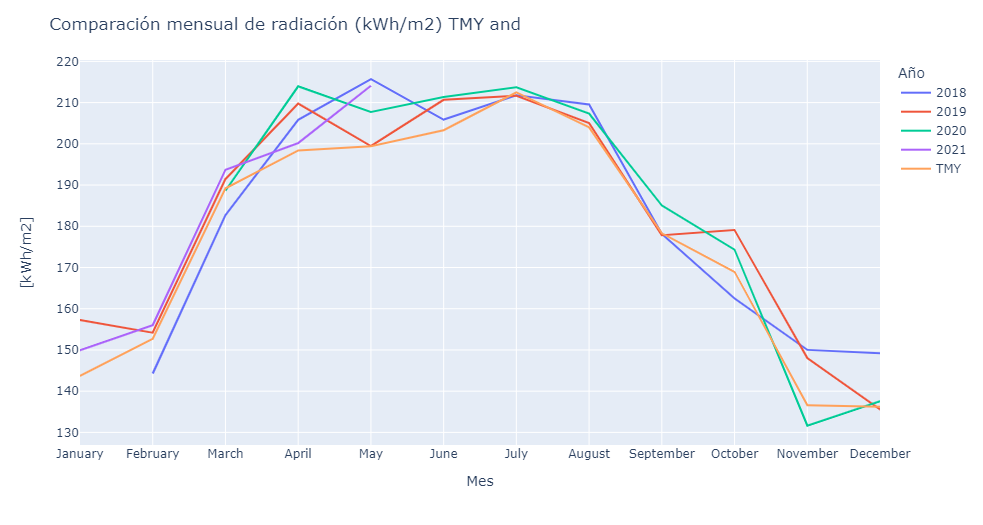 Comparación mensual de radiación (kWh/m2) TMY and
220
210
200
190
180
170
160
150
140
130
[kWh/m2]
January February March April May June July August September October November December
Mes
Año
2018
2019
2020
2021
TMY